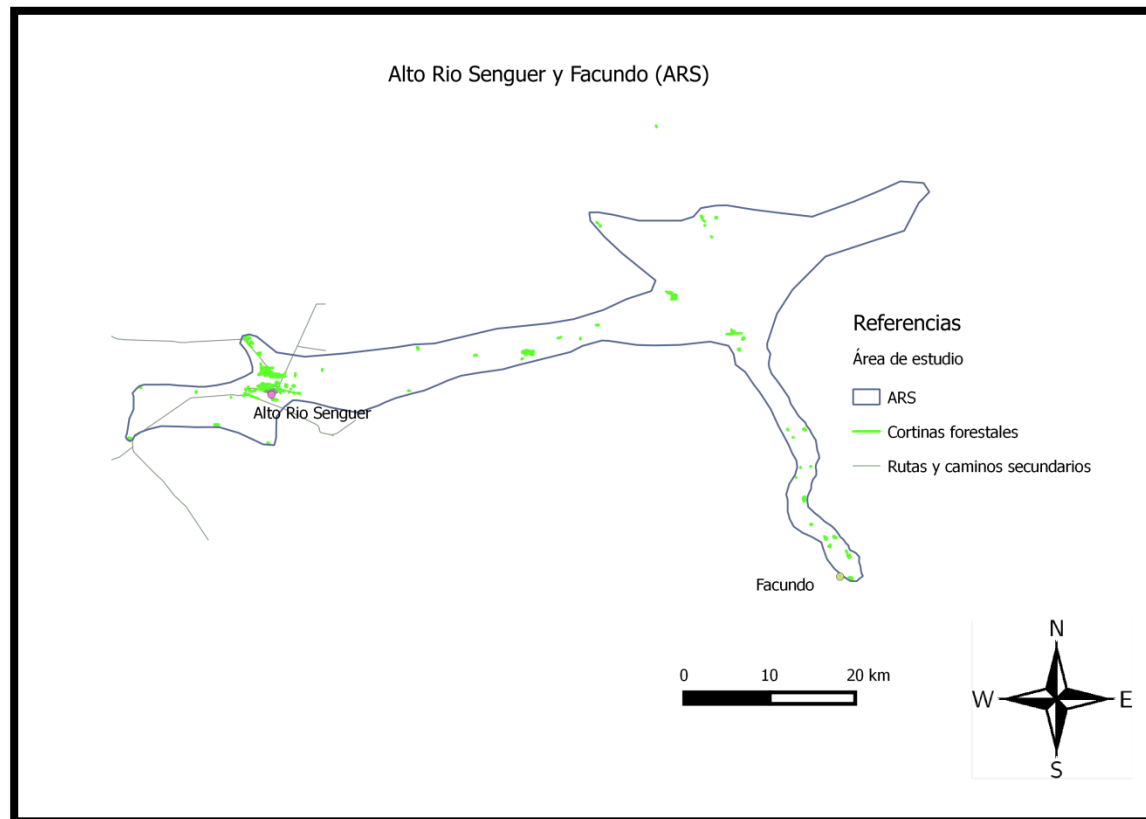 Alto Rio Senguer y Facundo (ARS)
Referencias
Área de estudio
ARS
Alto Rio Senguer
Cortinas forestales
Rutas y caminos secundarios
Facundo
0 10 20 km
N
W E
S